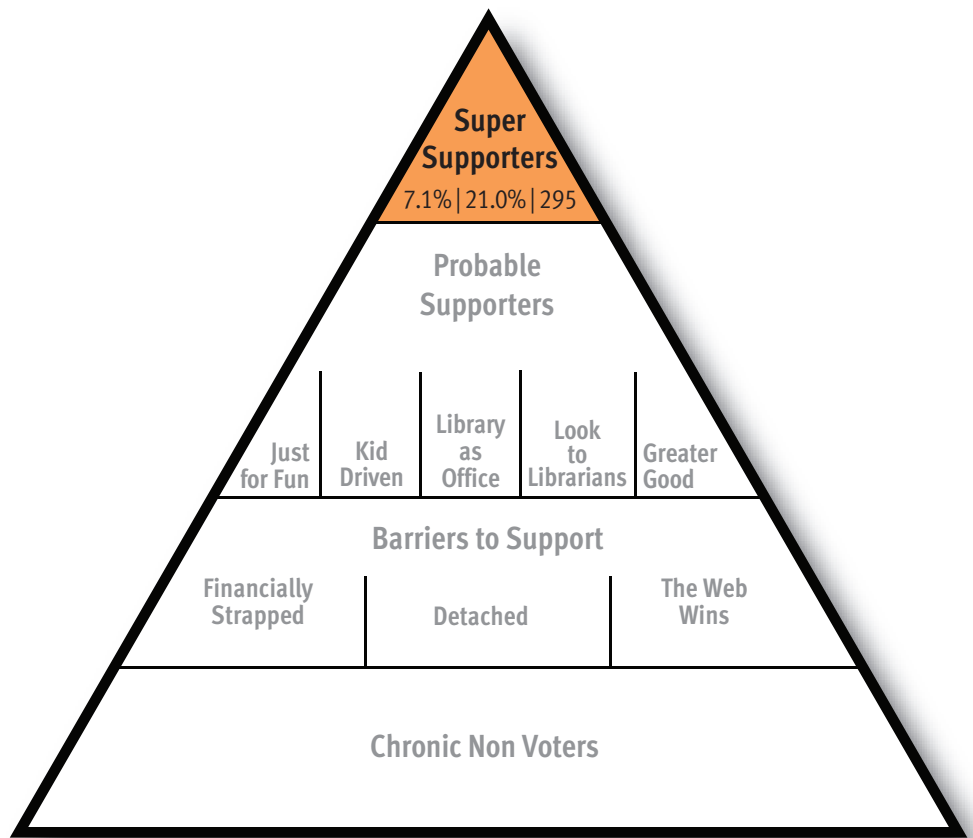 Super
Supporters
7.1%|21.0%|295
Probable
Supporters
Just
for Fun
Kid
Driven
Library
as
Office
Look
to
Librarians
Greater
Good
Barriers to Support
Financially
Strapped
Detached
The Web
Wins
Chronic Non Voters